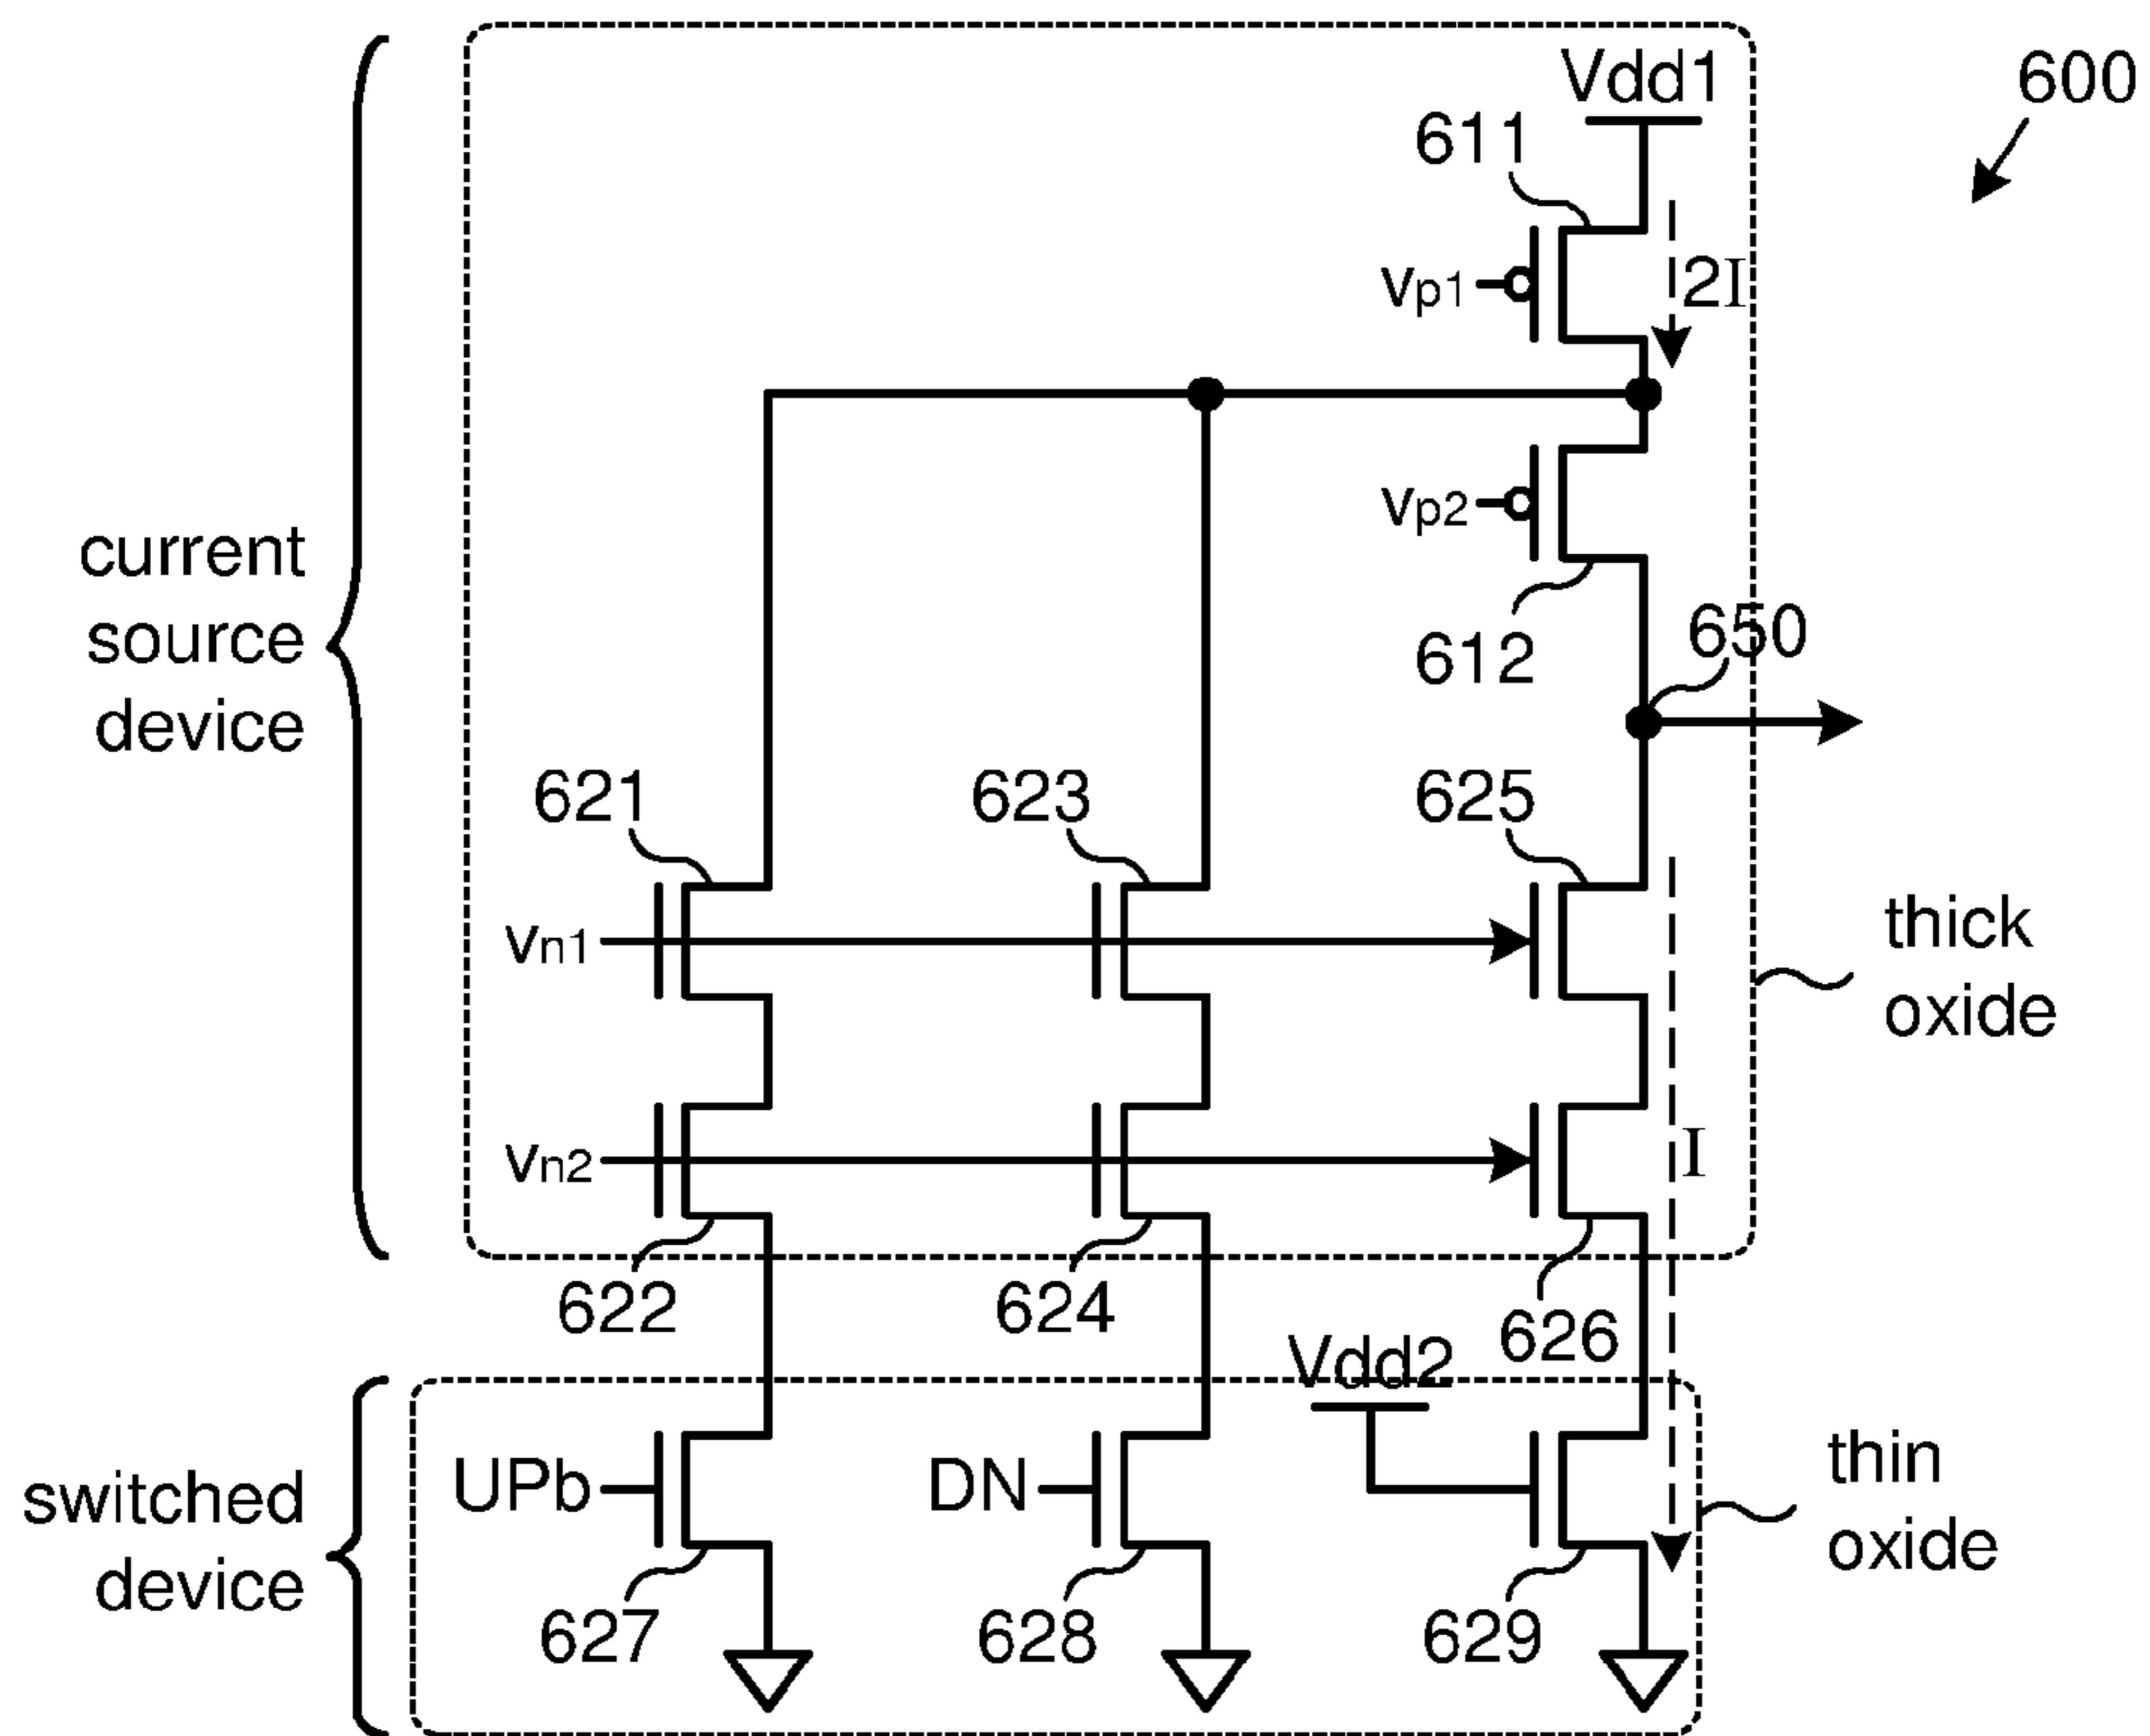 Vdd1
600
611
vp1
2I
vp2
current
source
device
612
650
621
623
625
thick
oxide
vn1
vn2
I
622
624
626
Vdd2
switched
device
UPb
DN
thin
oxide
627
628
629